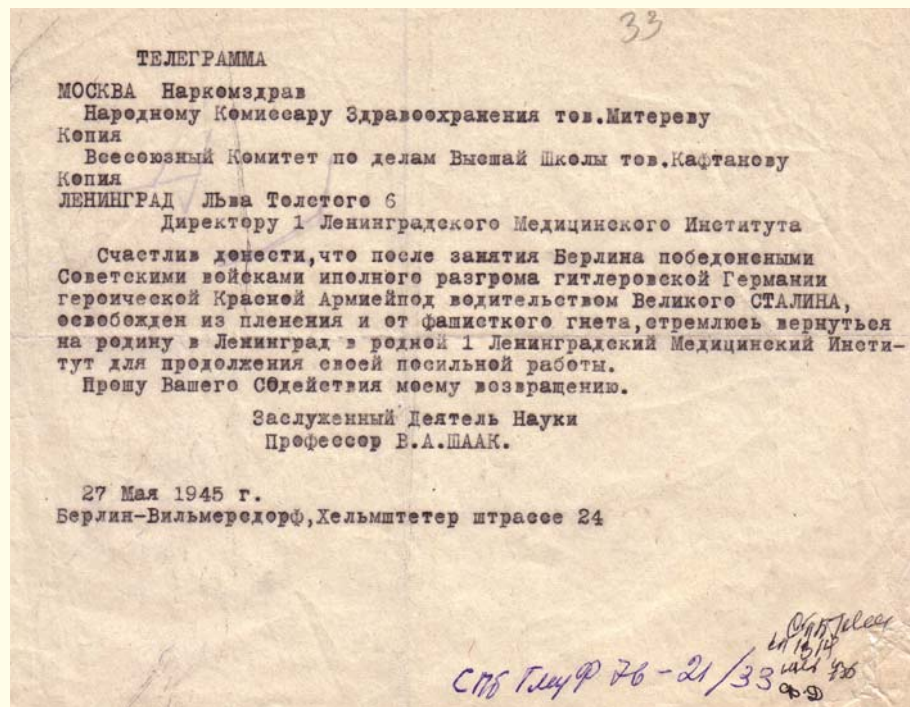 33
ТЕЛЕГРАММА
МОСКВА Наркомздрав
Народному Комиссару Здравоохранения тов.Митереву
Копия
Всесоюзный Комитет по делам Высшай Школы тов.Кафтанову
Копия
ЛЕНИНГРАД ЛЬва Толстого 6
Директору 1 Ленинградского Медицинского Института
Счастлив донести,что после занятия Берлина победоносными
Советскими войсками иполного разгрома гитлеровской Германии
героической Красной Армиейпод водительством Великого СТАЛИНА,
освобожден из пленения и от фашисткого гнета,стремлюсь вернуться
на родину в Ленинград в родной 1 Ленинградский Медицинский Инсти-
тут для продолжения своей посильной работы.
Прошу Вашего СОдействия моему возвращению.
Заслуженный Деятель Науки
Профессор В.А.ШААК.
27 Мая 1945 г.
Берлин-Вильмерсдорф,Хельмштетер штрассе 24
СПб ГМУ Ф 76-21/33